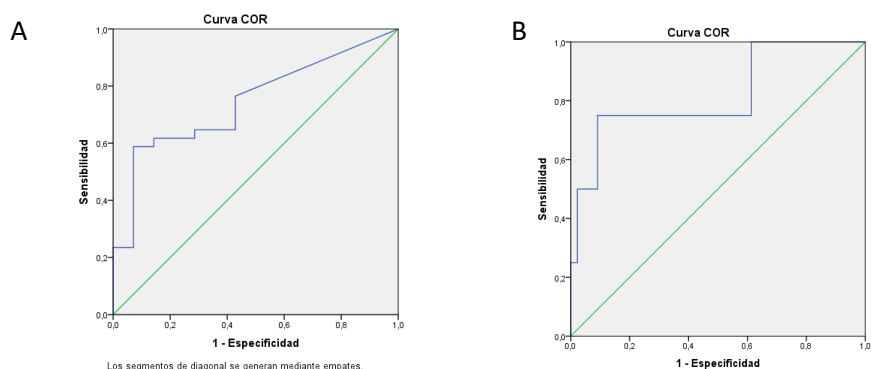 A
Curva COR
Sensibilidad
1,0
0,8
0,6
0,4
0,2
0,0
0,0 0,2 0,4 0,6 0,8 1,0
1 - Especificidad
Los segmentos de diagonal se generan mediante empates.
B
Curva COR
Sensibilidad
1,0
0,8
0,6
0,4
0,2
0,0
0,0 0,2 0,4 0,6 0,8 1,0
1 - Especificidad